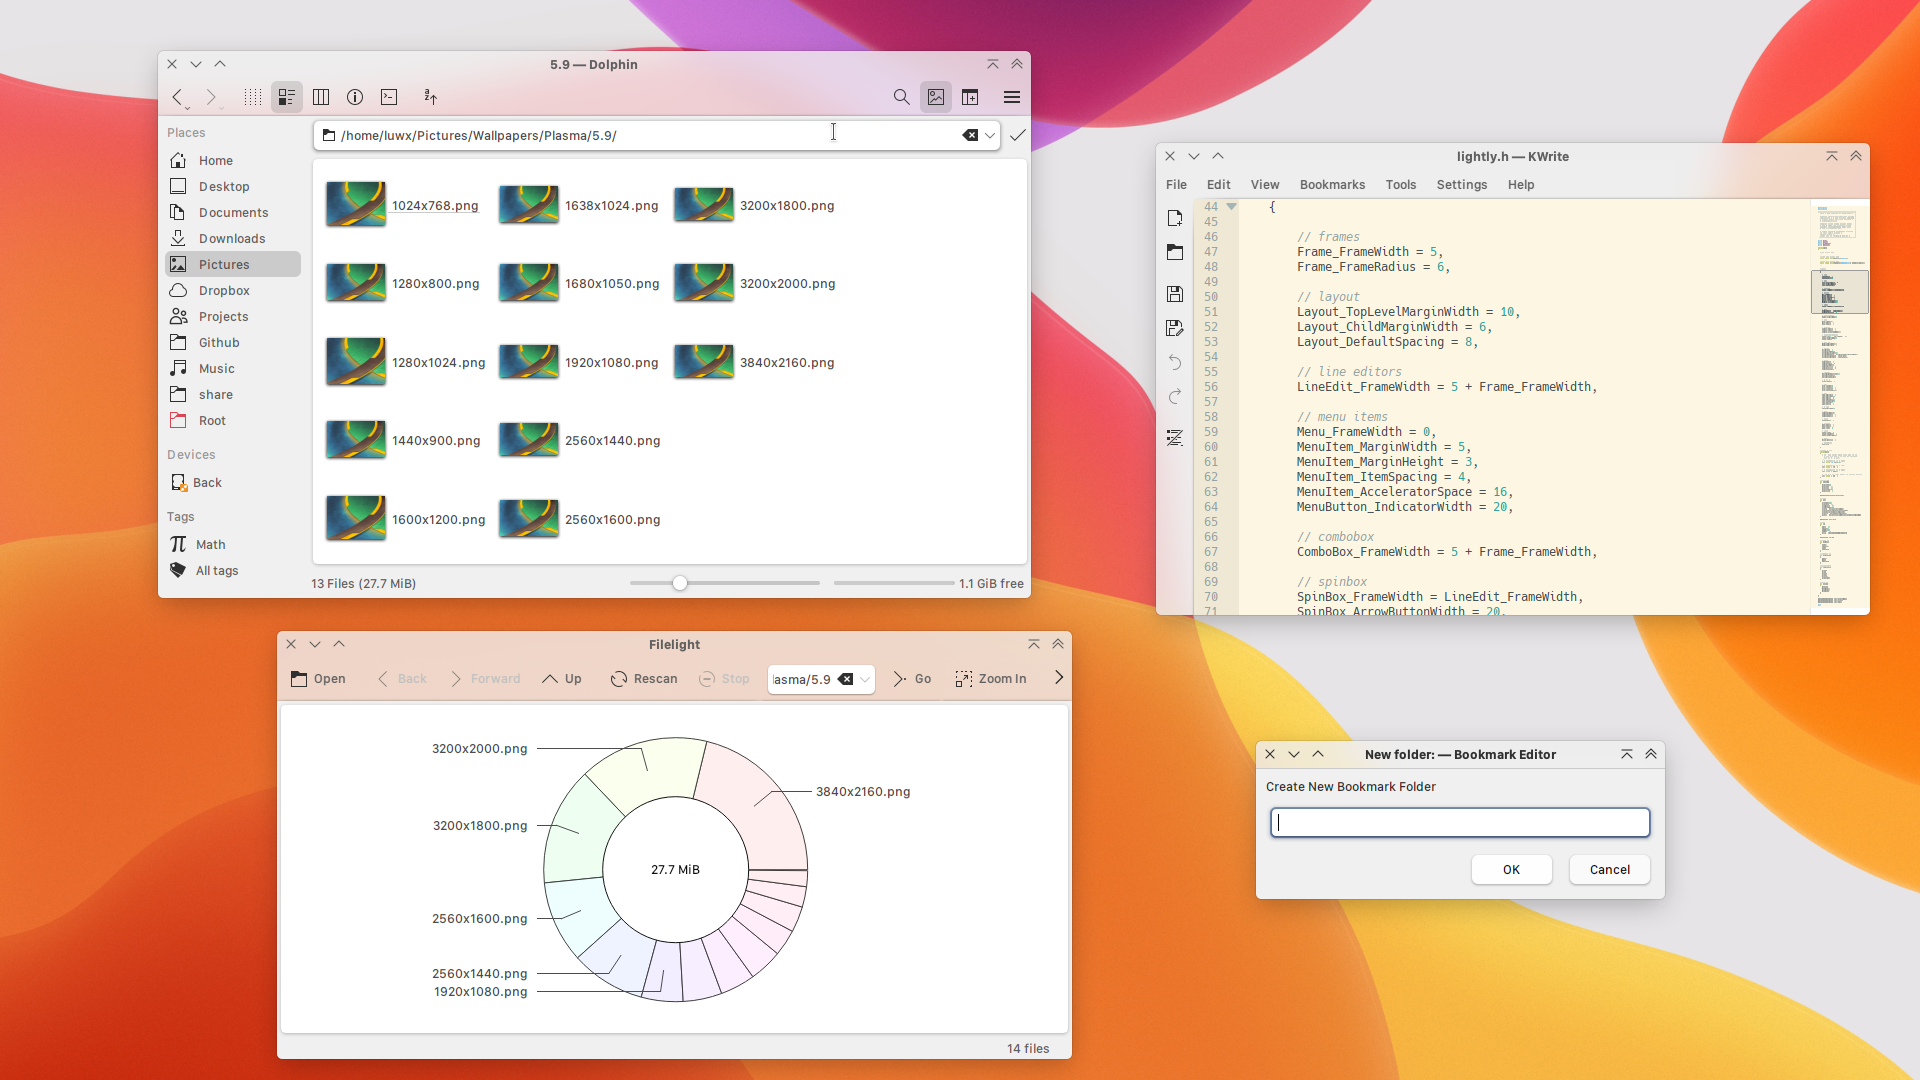 5.9 — Dolphin
/home/luwx/Pictures/Wallpapers/Plasma/5.9/
Places
Home
Desktop
Documents
Downloads
Pictures
Dropbox
Projects
Github
Music
share
Root
Devices
Back
Tags
Math
All tags
1024x768.png
1638x1024.png
3200x1800.png
1280x800.png
1680x1050.png
3200x2000.png
1280x1024.png
1920x1080.png
3840x2160.png
1440x900.png
2560x1440.png
1600x1200.png
2560x1600.png
13 Files (27.7 MiB)
1.1 GiB free
lightly.h — KWrite
File Edit View Bookmarks Tools Settings Help
44 {
45
46 // frames
47 Frame_FrameWidth = 5,
48 Frame_FrameRadius = 6,
49
50 // layout
51 Layout_TopLevelMarginWidth = 10,
52 Layout_ChildMarginWidth = 6,
53 Layout_DefaultSpacing = 8,
54
55 // line editors
56 LineEdit_FrameWidth = 5 + Frame_FrameWidth,
57
58 // menu items
59 Menu_FrameWidth = 0,
60 MenuItem_MarginWidth = 5,
61 MenuItem_MarginHeight = 3,
62 MenuItem_ItemSpacing = 4,
63 MenuItem_AcceleratorSpace = 16,
64 MenuButton_IndicatorWidth = 20,
65
66 // combobox
67 ComboBox_FrameWidth = 5 + Frame_FrameWidth,
68
69 // spinbox
70 SpinBox_FrameWidth = LineEdit_FrameWidth,
71 SpinBox_ArrowButtonWidth = 20,
Filelight
Open Back Forward Up Rescan Stop lasma/5.9 Go Zoom In
3200x2000.png
3840x2160.png
3200x1800.png
27.7 MiB
2560x1600.png
2560x1440.png
1920x1080.png
14 files
New folder: — Bookmark Editor
Create New Bookmark Folder
OK
Cancel